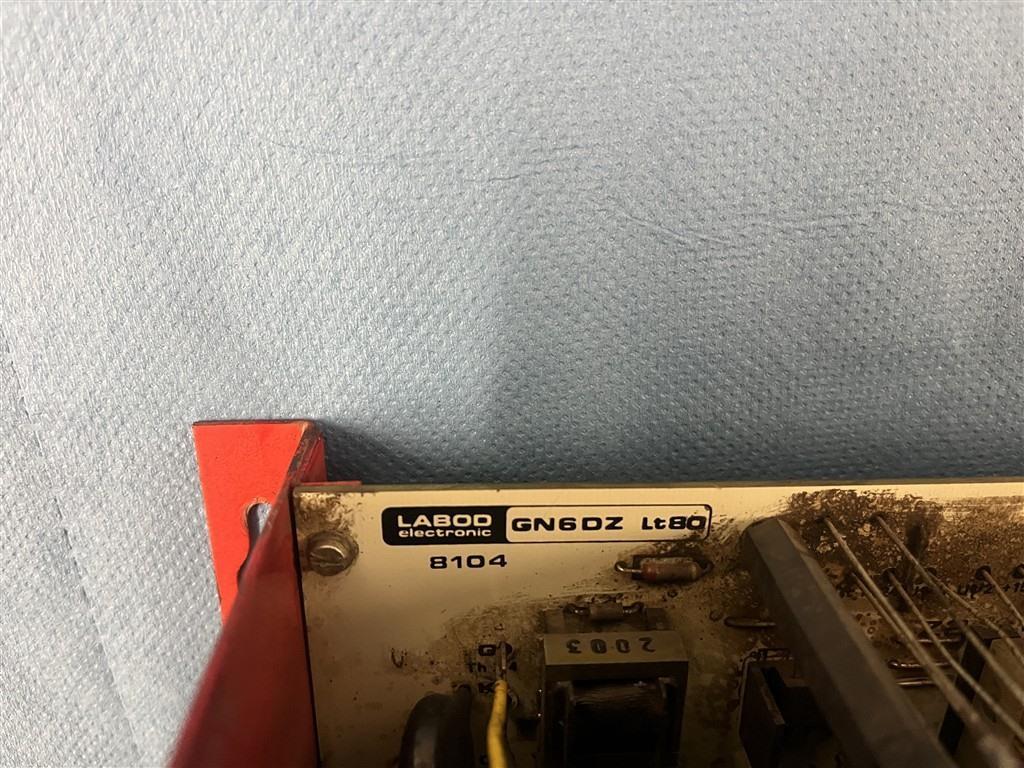 LABOD
electronic
GN6DZ Lt80
8104
2003